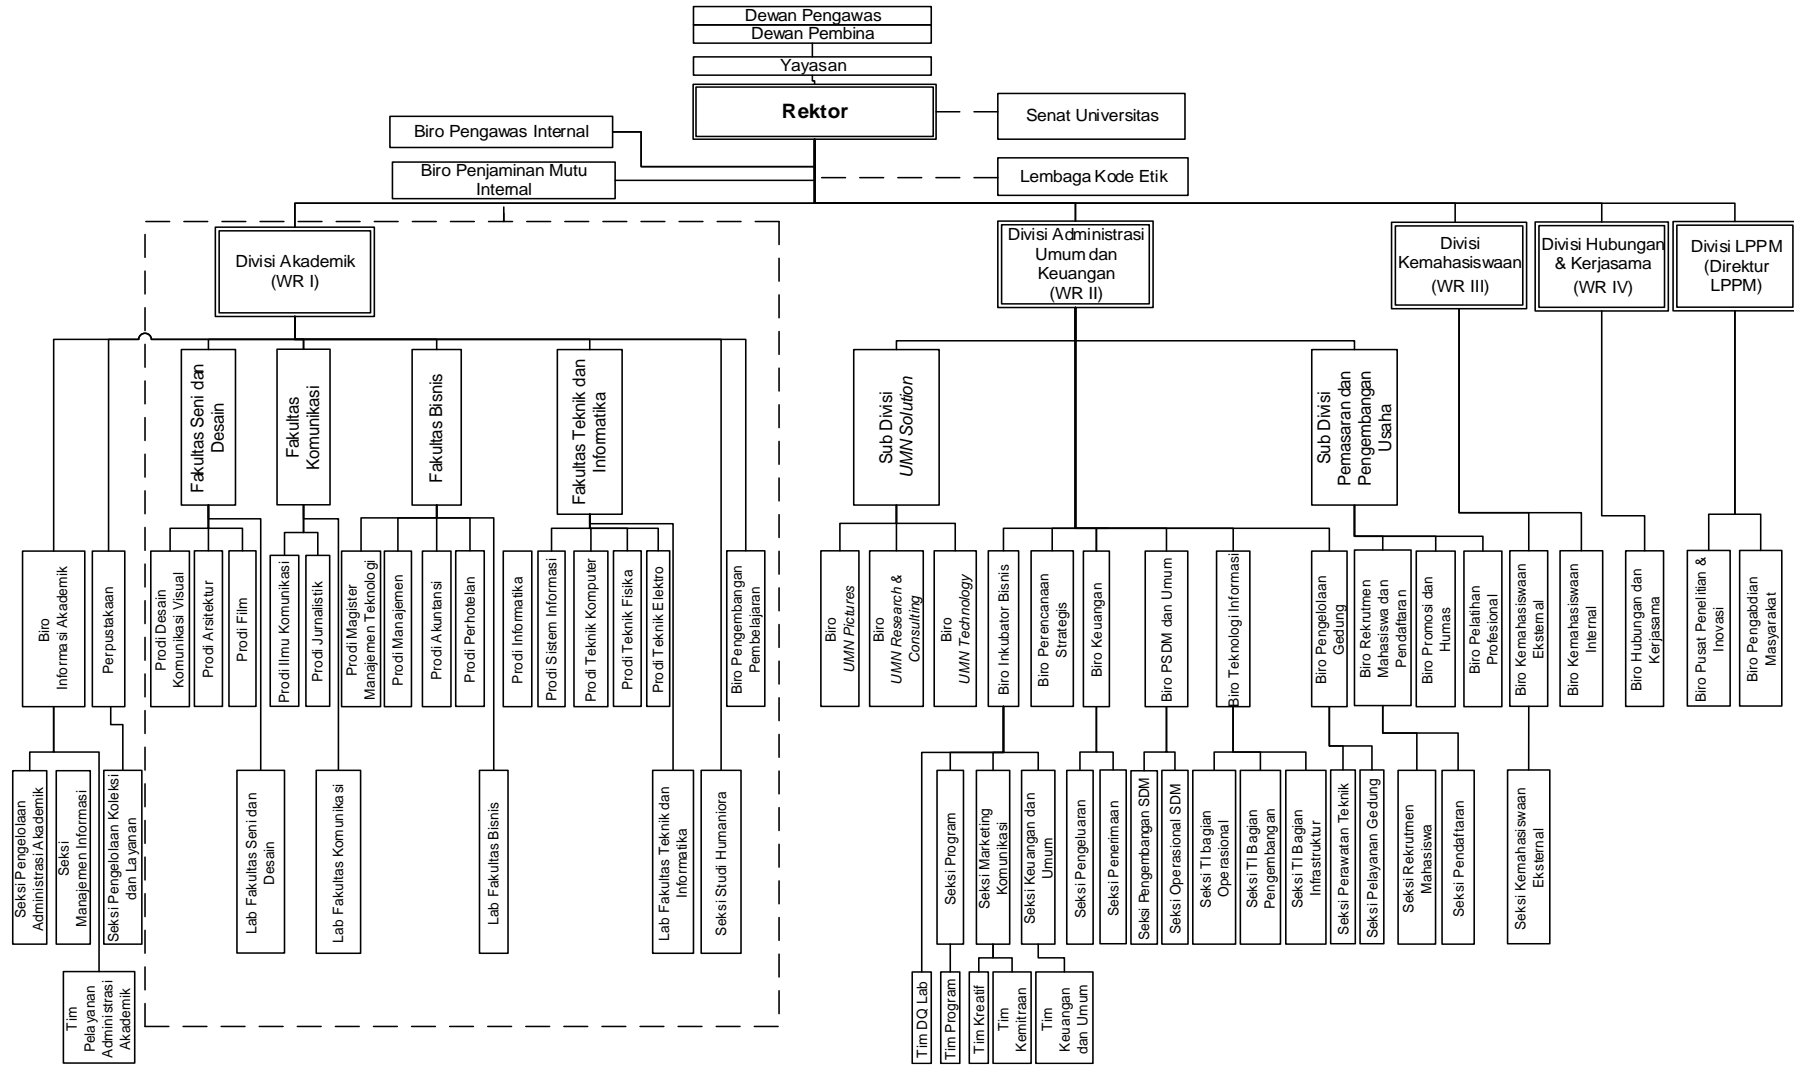 Dewan Pengawas
Dewan Pembina
Yayasan
Rektor
Senat Universitas
Biro Pengawas Internal
Biro Penjaminan Mutu
Internal
Lembaga Kode Etik
Divisi Akademik
(WR I)
Divisi Administrasi
Umum dan
Keuangan
(WR II)
Divisi
Kemahasiswaan
(WR III)
Divisi Hubungan
& Kerjasama
(WR IV)
Divisi LPPM
(Direktur
LPPM)
Fakultas Seni dan
Desain
Fakultas
Komunikasi
Fakultas Bisnis
Fakultas Teknik dan
Informatika
Sub Divisi
UMN Solution
Sub Divisi
Pemasaran dan
Pengembangan
Usaha
Biro
Informasi Akademik
Perpustakaan
Prodi Desain
Komunikasi Visual
Prodi Arsitektur
Prodi Film
Prodi Ilmu Komunikasi
Prodi Jurnalistik
Prodi Magister
Manajemen Teknologi
Prodi Manajemen
Prodi Akuntansi
Prodi Perhotelan
Prodi Informatika
Prodi Sistem Informasi
Prodi Teknik Komputer
Prodi Teknik Fisika
Prodi Teknik Elektro
Biro Pengembangan
Pembelajaran
Biro
UMN Pictures
Biro
UMN Research &
Consulting
Biro
UMN Technology
Biro Inkubator Bisnis
Biro Perencanaan
Strategis
Biro Keuangan
Biro PSDM dan Umum
Biro Teknologi Informasi
Biro Pengelolaan
Gedung
Biro Rekrutmen
Mahasiswa dan
Pendaftaran
Biro Promosi dan
Humas
Biro Pelatihan
Profesional
Biro Kemahasiswaan
Eksternal
Biro Kemahasiswaan
Internal
Biro Hubungan dan
Kerjasama
Biro Pusat Penelitian &
Inovasi
Biro Pengabdian
Masyarakat
Seksi Pengelolaan
Administrasi Akademik
Seksi
Manajemen Informasi
Seksi Pengelolaan Koleksi
dan Layanan
Lab Fakultas Seni dan
Desain
Lab Fakultas Komunikasi
Lab Fakultas Bisnis
Lab Fakultas Teknik dan
Informatika
Seksi Studi Humaniora
Seksi Program
Seksi Marketing
Komunikasi
Seksi Keuangan dan
Umum
Seksi Pengeluaran
Seksi Penerimaan
Seksi Pengembangan SDM
Seksi Operasional SDM
Seksi TI bagian
Operasional
Seksi TI Bagian
Pengembangan
Seksi TI Bagian
Infrastruktur
Seksi Perawatan Teknik
Seksi Pelayanan Gedung
Seksi Rekrutmen
Mahasiswa
Seksi Pendaftaran
Seksi Kemahasiswaan
Eksternal
Tim
Pelayanan
Administrasi
Akademik
Tim DQ Lab
Tim Program
Tim Kreatif
Tim
Kemitraan
Tim
Keuangan
dan Umum